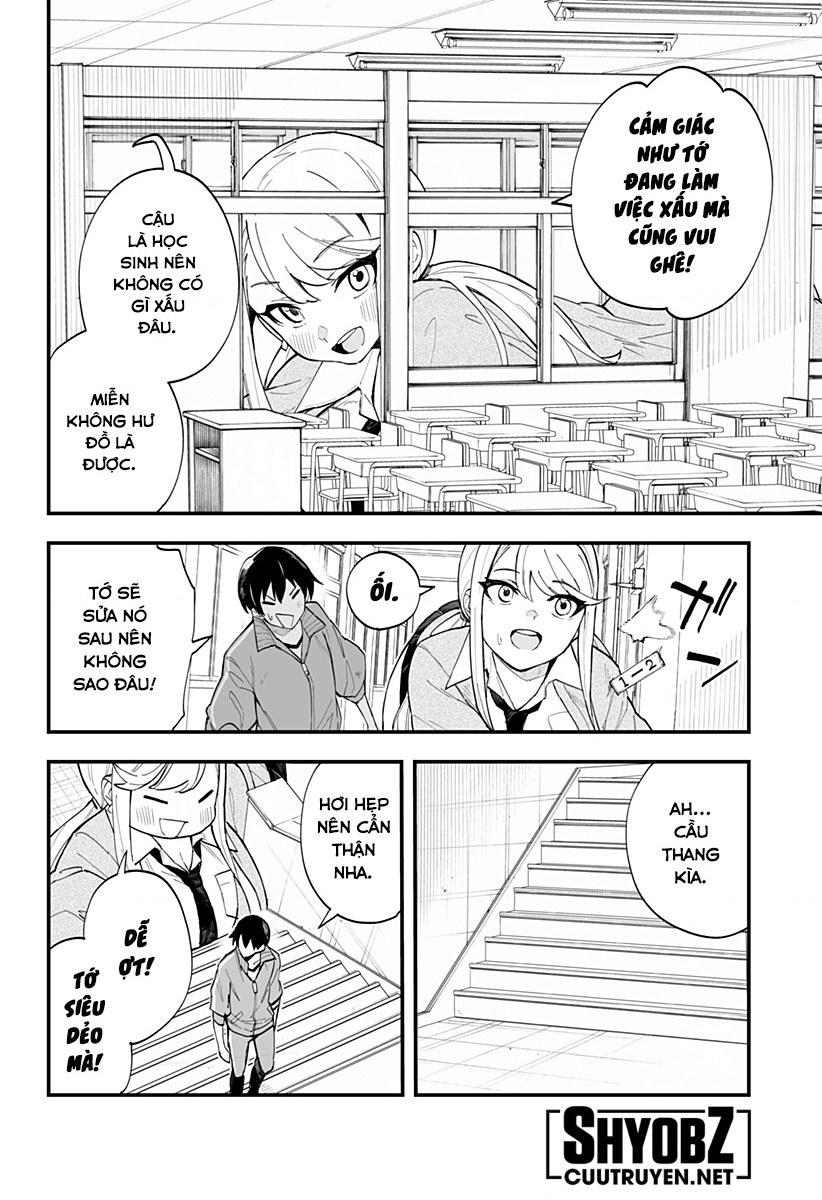 CẢM GIÁC
NHƯ TỚ
ĐANG LÀM
VIỆC XẤU MÀ
CŨNG VUI
GHÊ!
CẬU
LÀ HỌC
SINH NÊN
KHÔNG CÓ
GÌ XẤU
ĐÂU.
MIỄN
KHÔNG HƯ
ĐỒ LÀ
ĐƯỢC.
1-2
ỐI.
TỚ SẼ
SỬA NÓ
SAU NÊN
KHÔNG
SAO ĐÂU!
AH...
CẦU
THANG
KÌA.
HƠI HẸP
NÊN CẨN
THẬN
NHA.
DỄ
ỢT!
TỚ
SIÊU
DẺO
MÀ!
SHYOBZ
CUUTRUYEN.NET